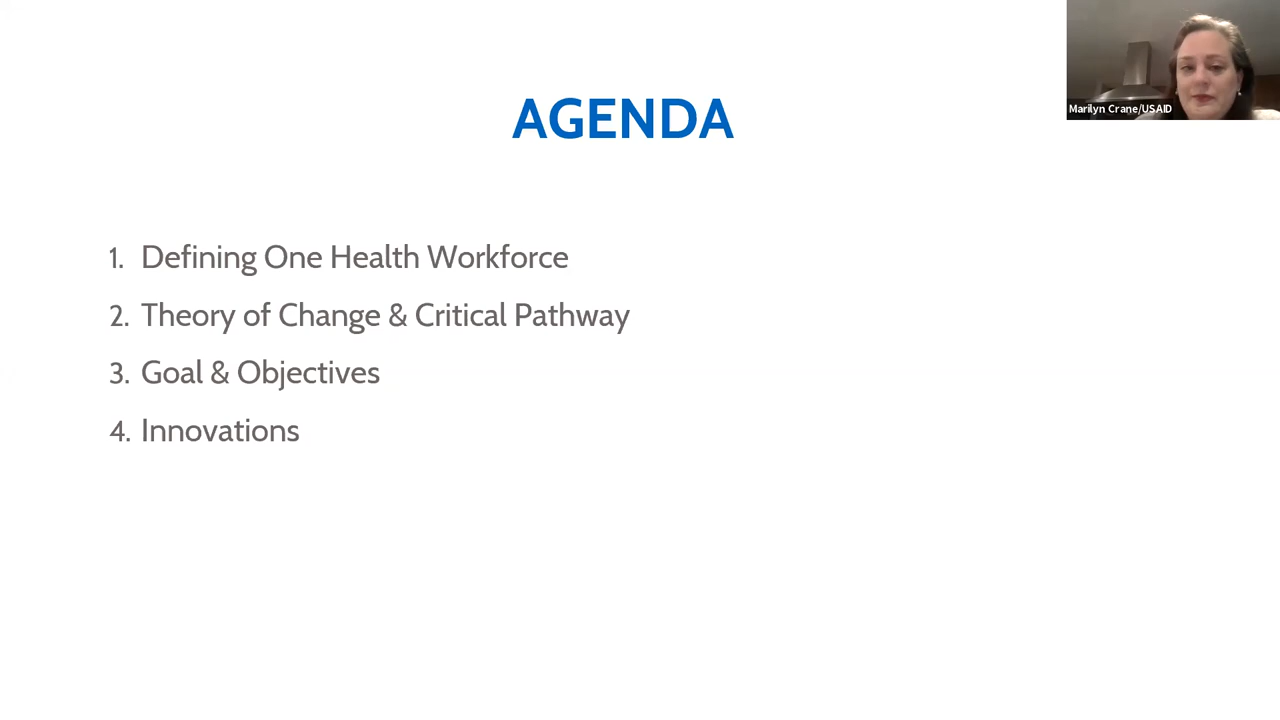 Marilyn Crane/USAID
AGENDA
1. Defining One Health Workforce
2. Theory of Change & Critical Pathway
3. Goal & Objectives
4. Innovations